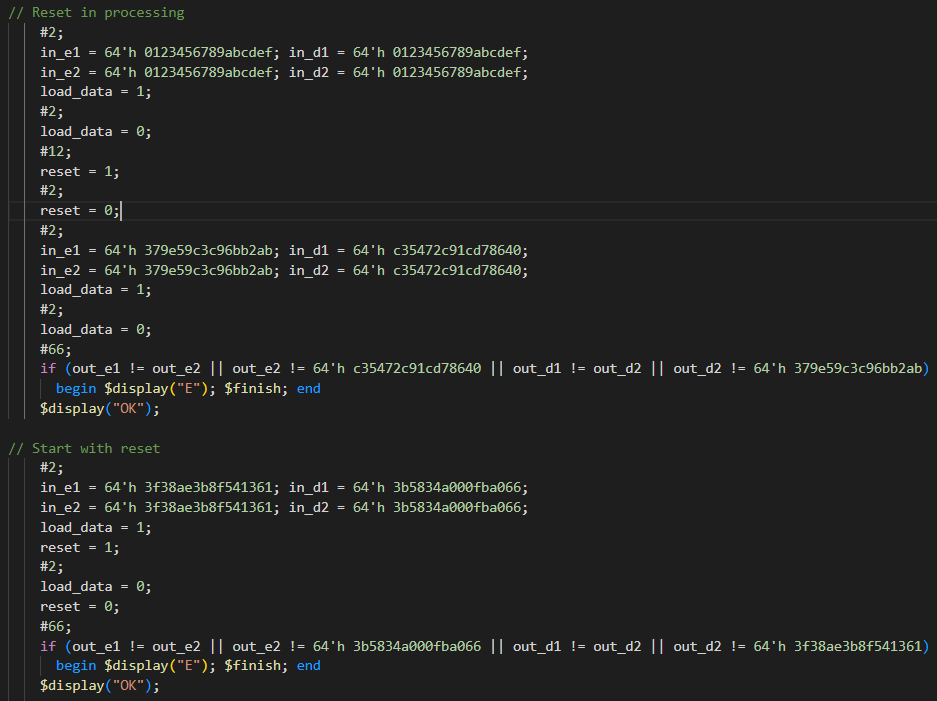 // Reset in processing
#2;
in_e1 = 64'h 0123456789abcdef; in_d1 = 64'h 0123456789abcdef;
in_e2 = 64'h 0123456789abcdef; in_d2 = 64'h 0123456789abcdef;
load_data = 1;
#2;
load_data = 0;
#12;
reset = 1;
#2;
reset = 0;
#2;
in_e1 = 64'h 379e59c3c96bb2ab; in_d1 = 64'h c35472c91cd78640;
in_e2 = 64'h 379e59c3c96bb2ab; in_d2 = 64'h c35472c91cd78640;
load_data = 1;
#2;
load_data = 0;
#66;
if (out_e1 != out_e2 || out_e2 != 64'h c35472c91cd78640 || out_d1 != out_d2 || out_d2 != 64'h 379e59c3c96bb2ab)
begin $display("E"); $finish; end
$display("OK");
// Start with reset
#2;
in_e1 = 64'h 3f38ae3b8f541361; in_d1 = 64'h 3b5834a000fba066;
in_e2 = 64'h 3f38ae3b8f541361; in_d2 = 64'h 3b5834a000fba066;
load_data = 1;
reset = 1;
#2;
load_data = 0;
reset = 0;
#66;
if (out_e1 != out_e2 || out_e2 != 64'h 3b5834a000fba066 || out_d1 != out_d2 || out_d2 != 64'h 3f38ae3b8f541361)
begin $display("E"); $finish; end
$display("OK");